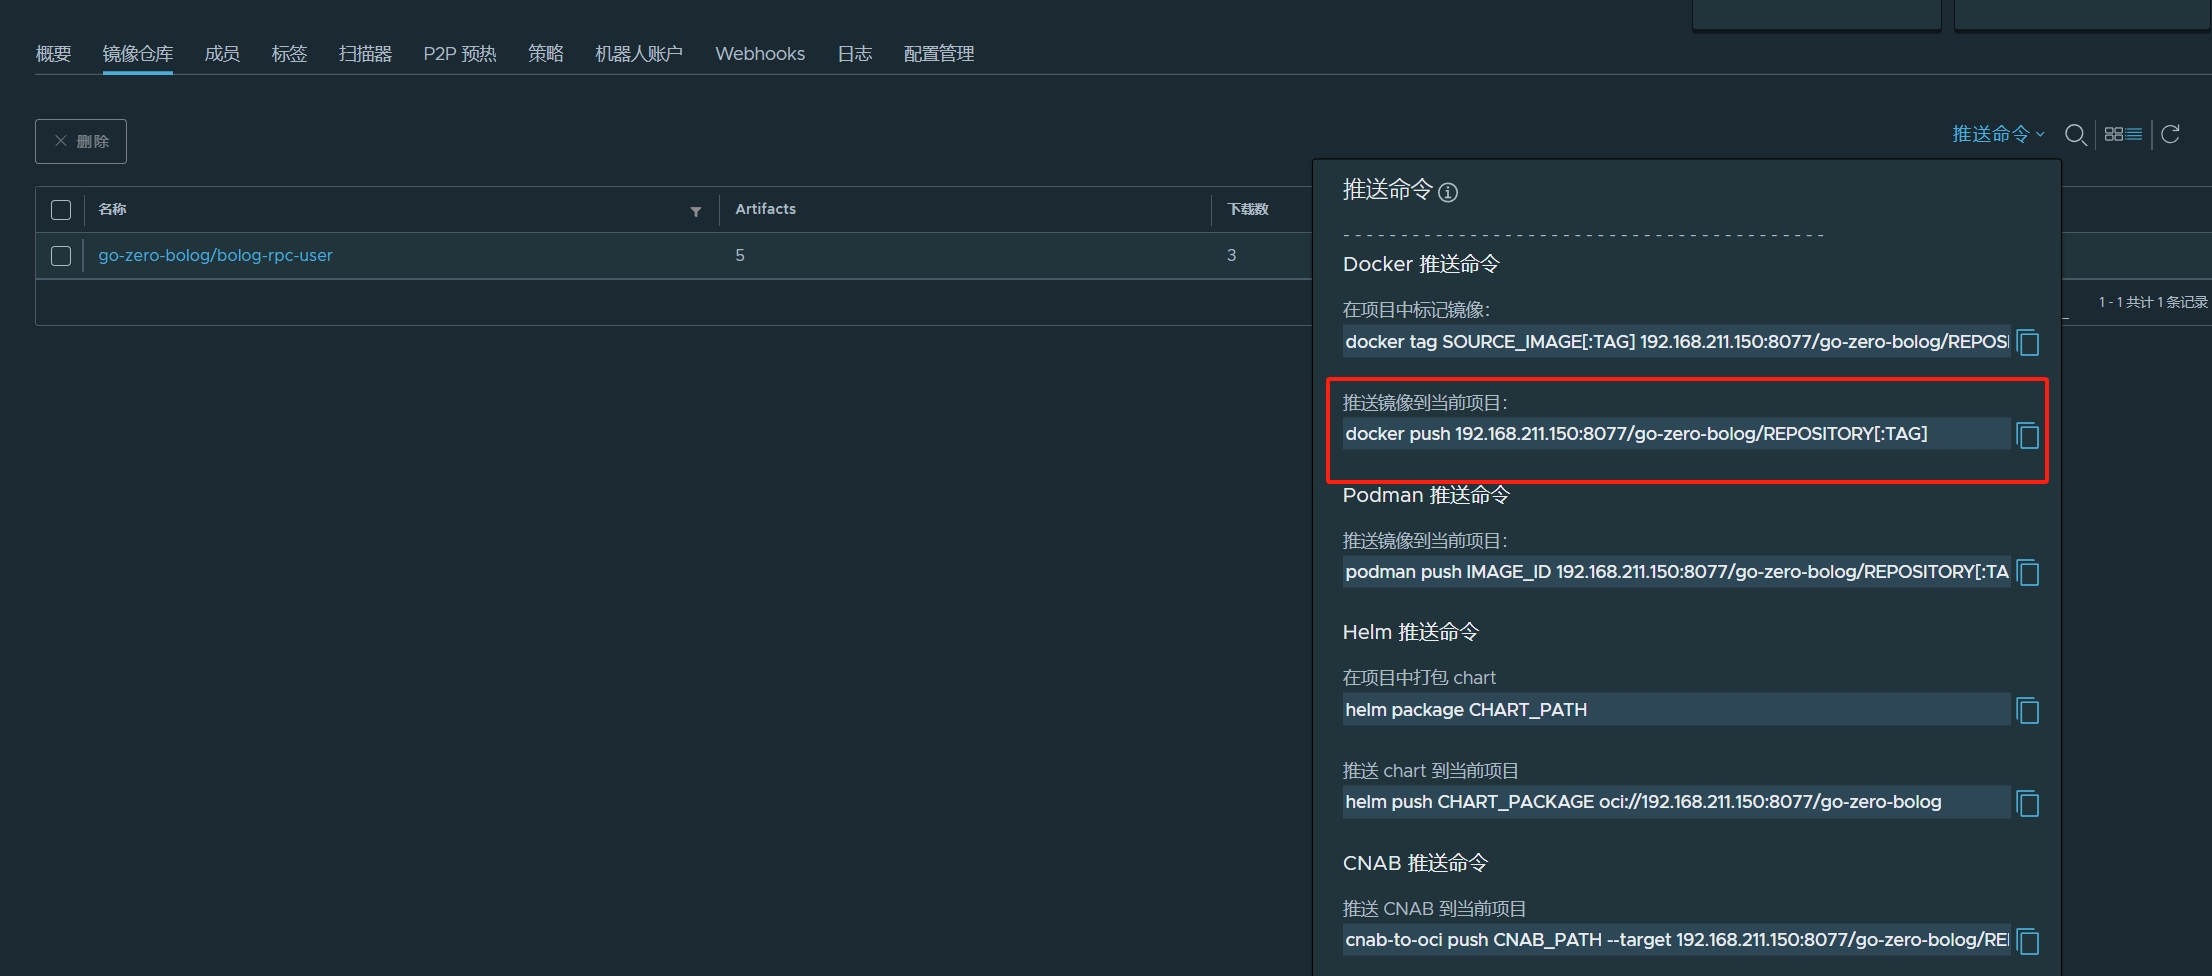 概要 镜像仓库 成员 标签 扫描器 P2P 预热 策略 机器人账户 Webhooks 日志 配置管理
删除
推送命令
名称 Artifacts 下载数
go-zero-bolog/bolog-rpc-user 5 3
1 - 1 共计 1 条记录
推送命令
- - - - - - - - - - - - - - - - - - - - - - - - - - - - - - - - - - - - - - - - - -
Docker 推送命令
在项目中标记镜像:
docker tag SOURCE_IMAGE[:TAG] 192.168.211.150:8077/go-zero-bolog/REPOSI
推送镜像到当前项目:
docker push 192.168.211.150:8077/go-zero-bolog/REPOSITORY[:TAG]
Podman 推送命令
推送镜像到当前项目:
podman push IMAGE_ID 192.168.211.150:8077/go-zero-bolog/REPOSITORY[:TA
Helm 推送命令
在项目中打包 chart
helm package CHART_PATH
推送 chart 到当前项目
helm push CHART_PACKAGE oci://192.168.211.150:8077/go-zero-bolog
CNAB 推送命令
推送 CNAB 到当前项目
cnab-to-oci push CNAB_PATH --target 192.168.211.150:8077/go-zero-bolog/RE